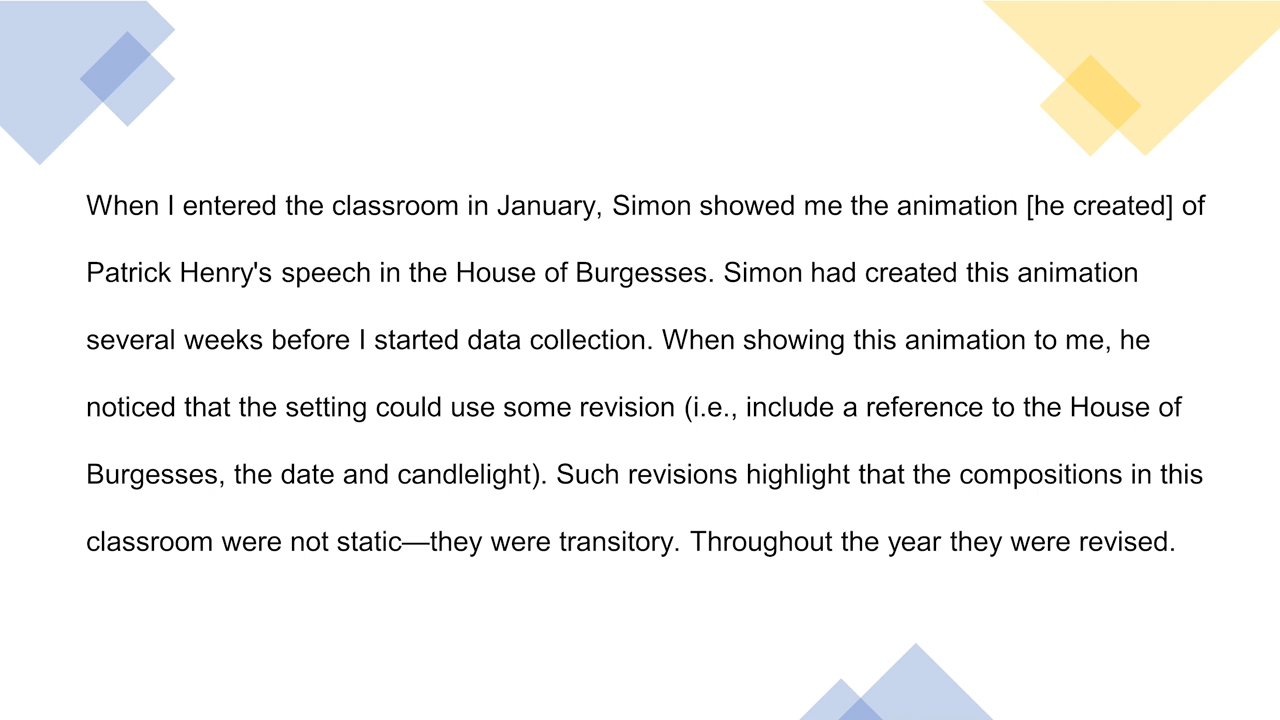 When I entered the classroom in January, Simon showed me the animation [he created] of
Patrick Henry's speech in the House of Burgesses. Simon had created this animation
several weeks before I started data collection. When showing this animation to me, he
noticed that the setting could use some revision (i.e., include a reference to the House of
Burgesses, the date and candlelight). Such revisions highlight that the compositions in this
classroom were not static—they were transitory. Throughout the year they were revised.